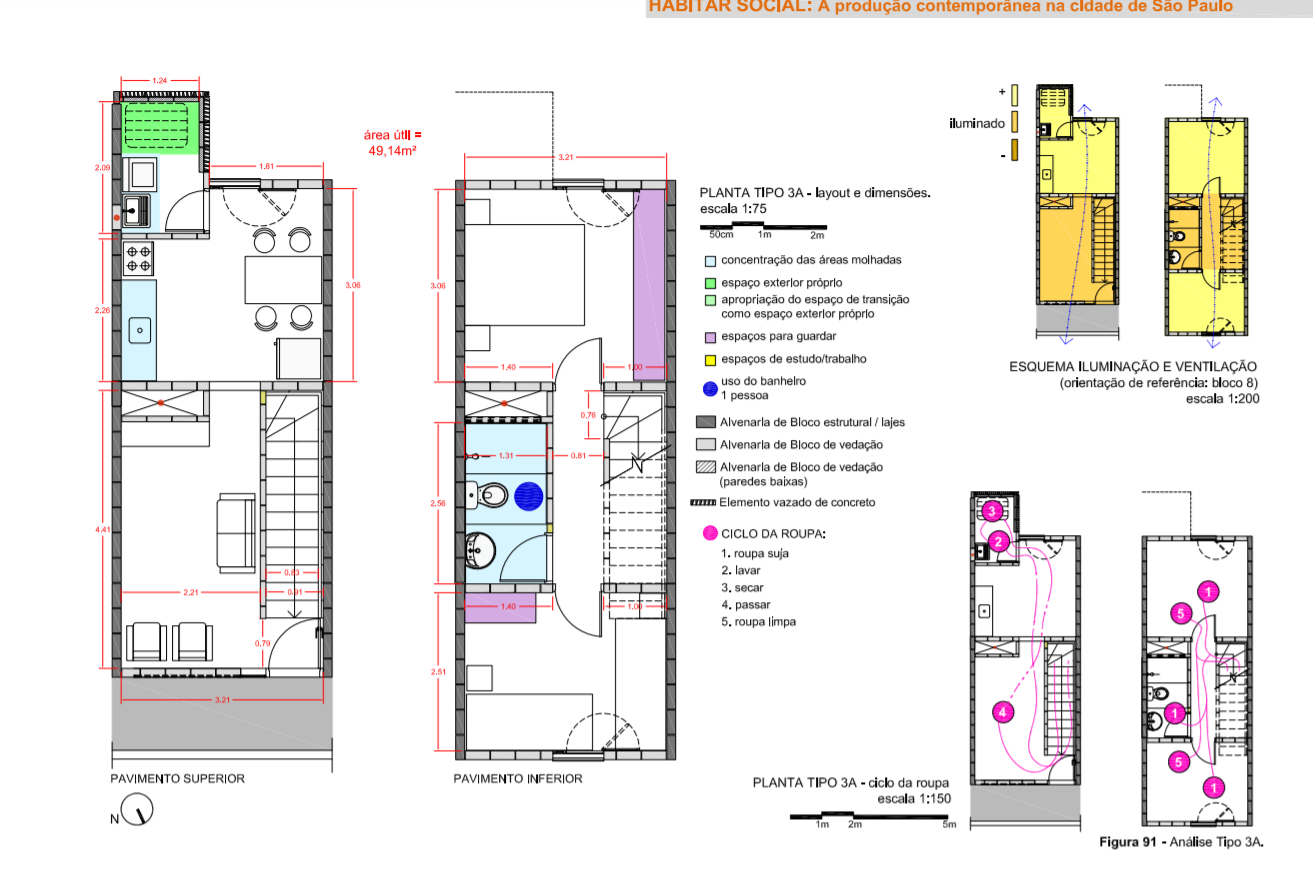 HABITAR SOCIAL: A produção contemporânea na cidade de São Paulo
1.24
2.09
1.81
2.26
3.06
4.41
2.21
0.83
0.91
0.79
3.21
área útil =
49,14m²
PAVIMENTO SUPERIOR
N
3.21
3.06
1.40
1.00
0.76
1.31
0.61
2.56
1.40
1.00
2.51
PAVIMENTO INFERIOR
PLANTA TIPO 3A - layout e dimensões.
escala 1:75
50cm 1m 2m
concentração das áreas molhadas
espaço exterior próprio
apropriação do espaço de transição
como espaço exterior próprio
espaços para guardar
espaços de estudo/trabalho
uso do banheiro
1 pessoa
Alvenaria de Bloco estrutural / lajes
Alvenaria de Bloco de vedação
Alvenaria de Bloco de vedação
(paredes baixas)
Elemento vazado de concreto
CICLO DA ROUPA:
1. roupa suja
2. lavar
3. secar
4. passar
5. roupa limpa
+
iluminado
-
ESQUEMA ILUMINAÇÃO E VENTILAÇÃO
(orientação de referência: bloco 8)
escala 1:200
3
2
4
1
5
1
5
1
PLANTA TIPO 3A - ciclo da roupa
escala 1:150
1m 2m 5m
Figura 91 - Análise Tipo 3A.